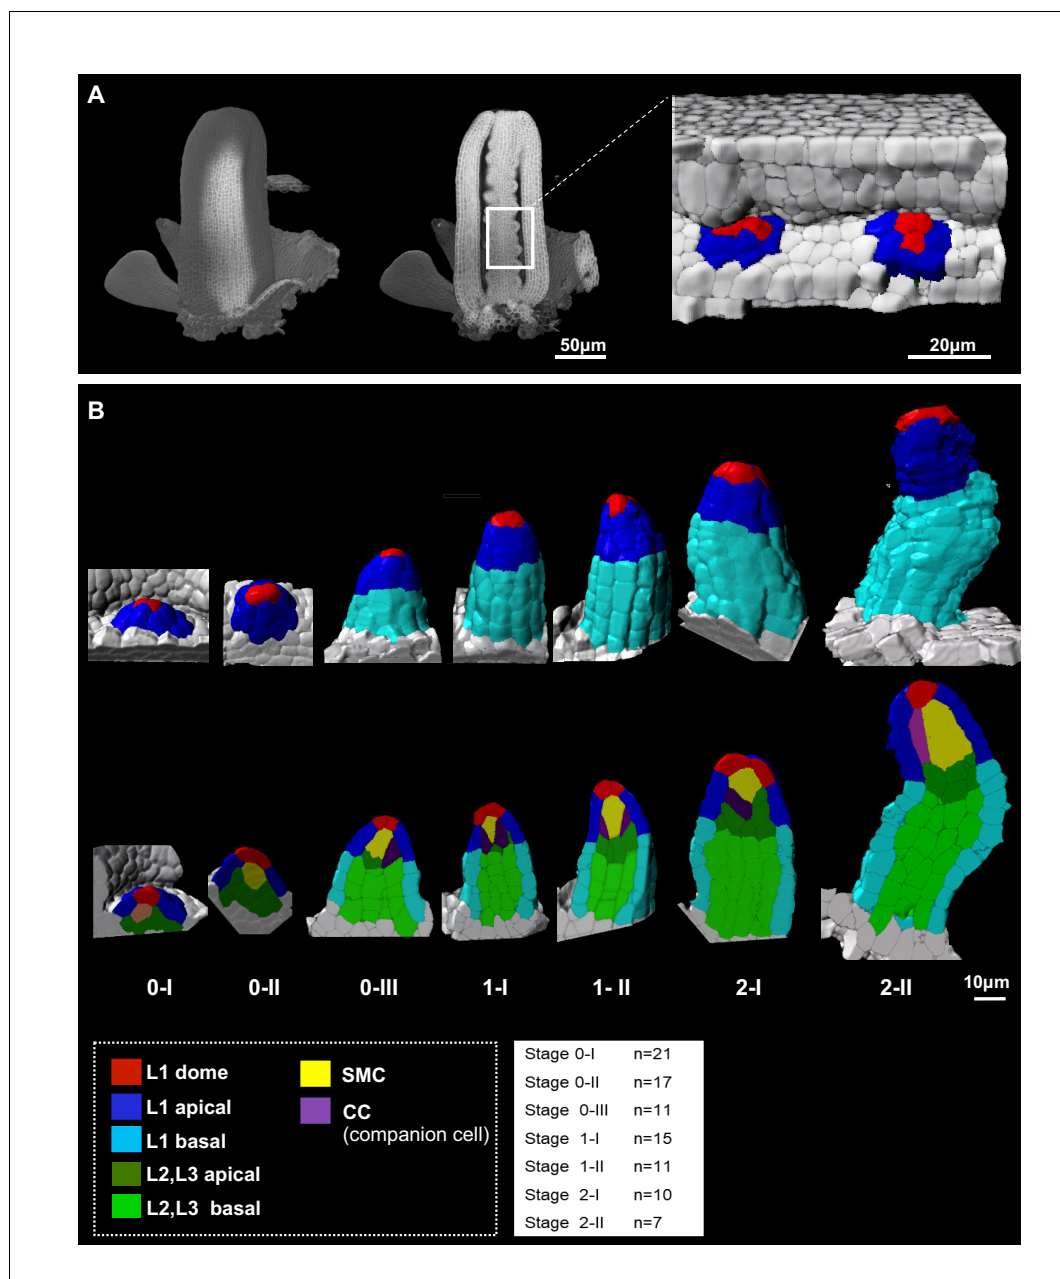 A
50µm
20µm
B
0-I 0-II 0-III 1-I 1- II 2-I 2-II 10µm
L1 dome
L1 apical
L1 basal
L2,L3 apical
L2,L3 basal
SMC
CC
(companion cell)
Stage 0-I n=21
Stage 0-II n=17
Stage 0-III n=11
Stage 1-I n=15
Stage 1-II n=11
Stage 2-I n=10
Stage 2-II n=7